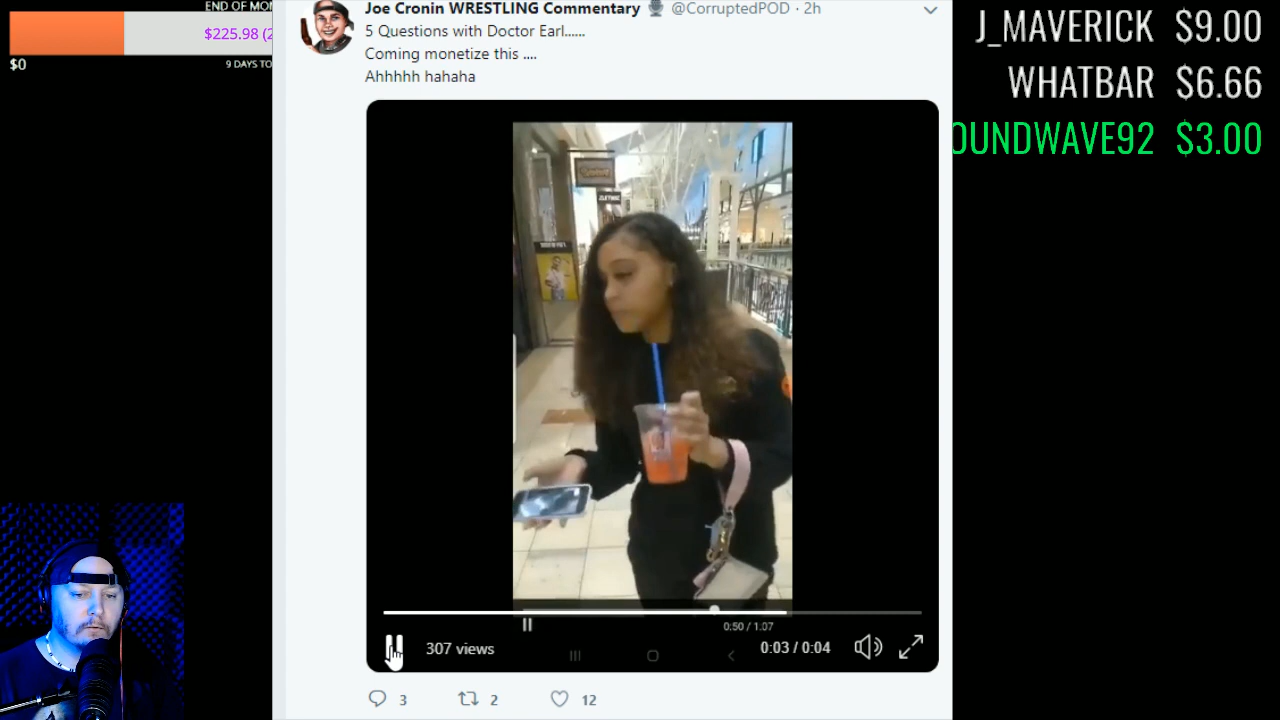 END OF MO
$225.98 (2
$0
9 DAYS TO
Joe Cronin WRESTLING Commentary @CorruptedPOD · 2h
5 Questions with Doctor Earl......
Coming monetize this ....
Ahhhhh hahaha
0:50 / 1:07
307 views
0:03 / 0:04
3
2
12
J_MAVERICK $9.00
WHATBAR $6.66
OUNDWAVE92 $3.00